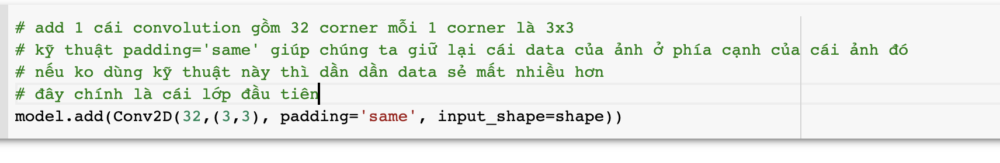 # add 1 cái convolution gồm 32 corner mỗi 1 corner là 3x3
# kỹ thuật padding='same' giúp chúng ta giữ lại cái data của ảnh ở phía cạnh của cái ảnh đó
# nếu ko dùng kỹ thuật này thì dần dần data sẻ mất nhiều hơn
# đây chính là cái lớp đầu tiên
model.add(Conv2D(32,(3,3), padding='same', input_shape=shape))